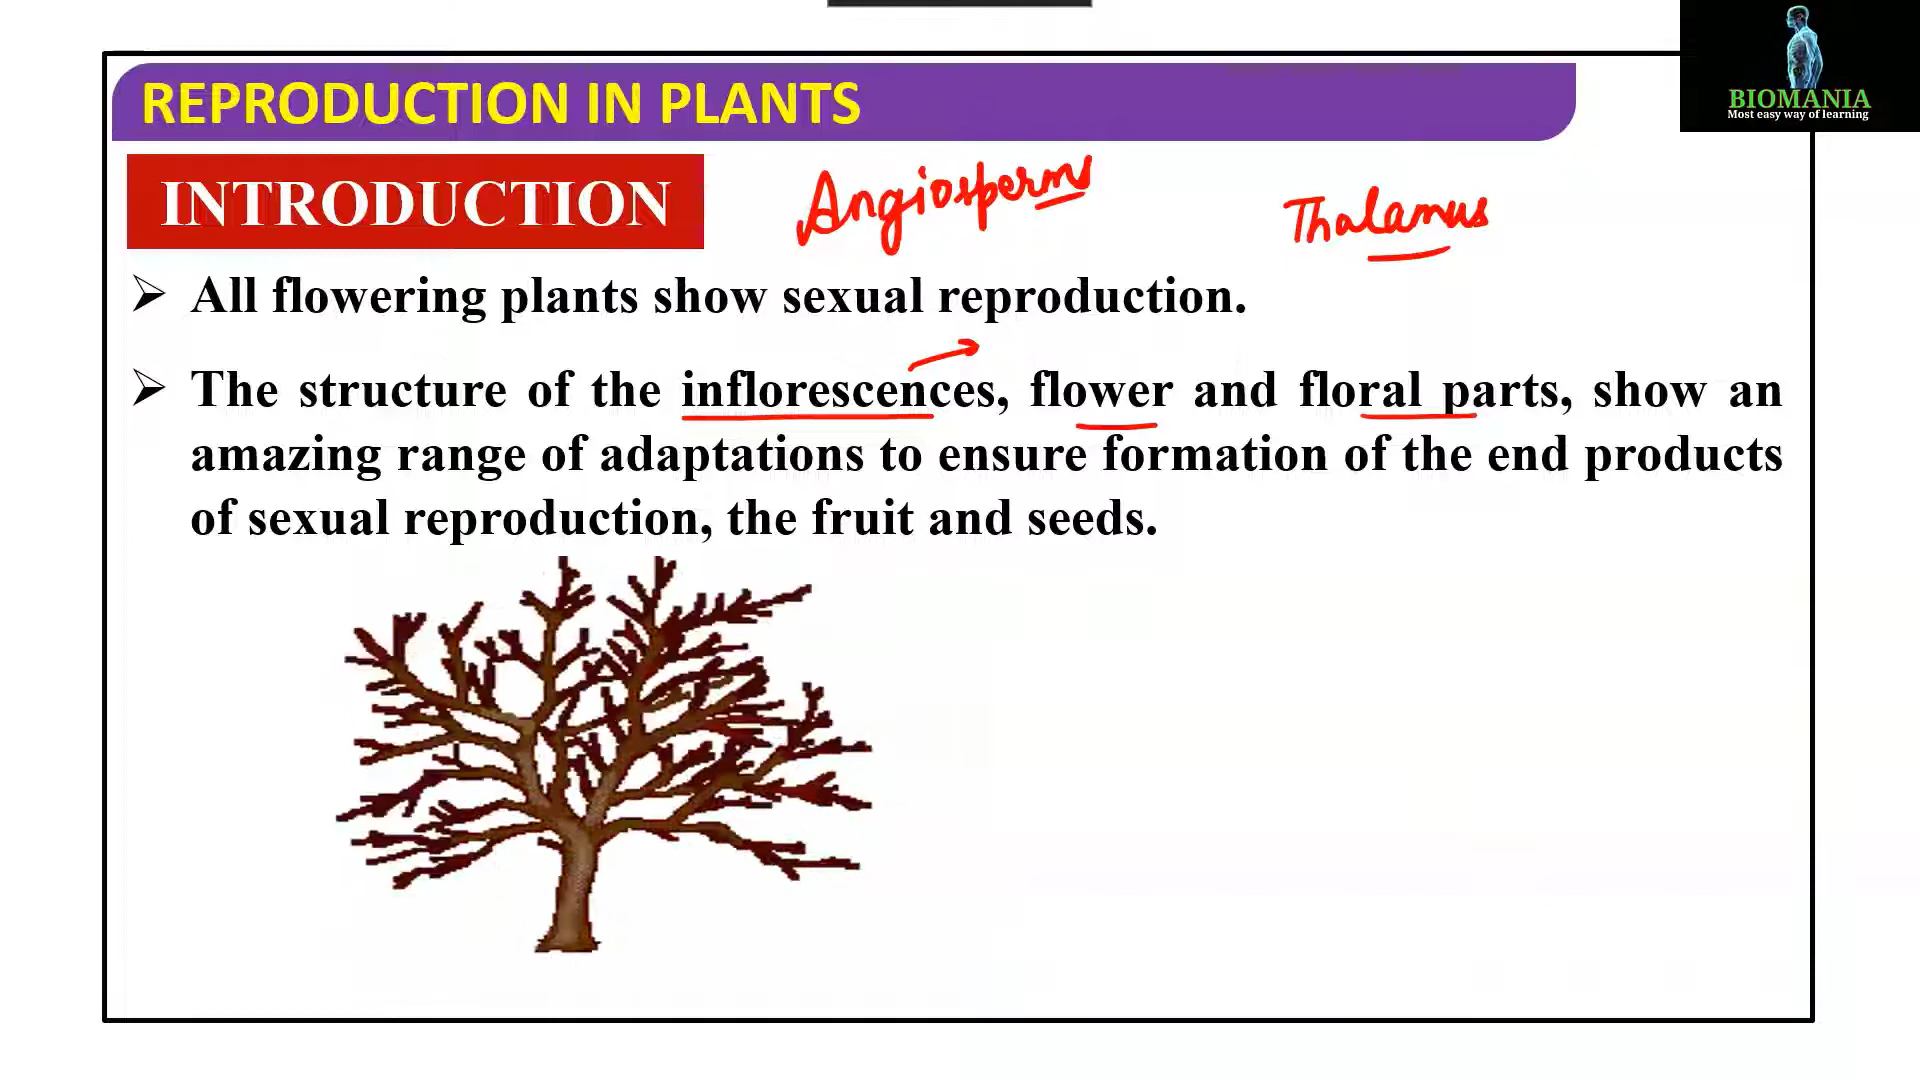 REPRODUCTION IN PLANTS
BIOMANIA
Most easy way of learning
INTRODUCTION
Angiosperms
Thalamus
➢ All flowering plants show sexual reproduction.
➢ The structure of the inflorescences, flower and floral parts, show an
amazing range of adaptations to ensure formation of the end products
of sexual reproduction, the fruit and seeds.